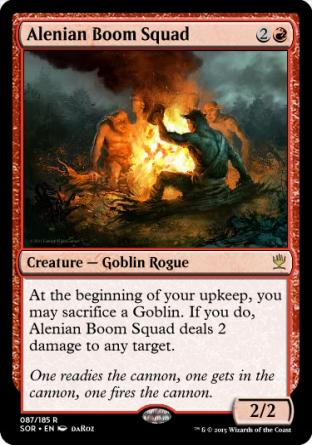 Alenian Boom Squad 2
Creature — Goblin Rogue
At the beginning of your upkeep, you
may sacrifice a Goblin. If you do,
Alenian Boom Squad deals 2
damage to any target.
One readies the cannon, one gets in the
cannon, one fires the cannon.
2/2
087/185 R
SOR • EN DAROZ
™ & © 2015 Wizards of the Coast